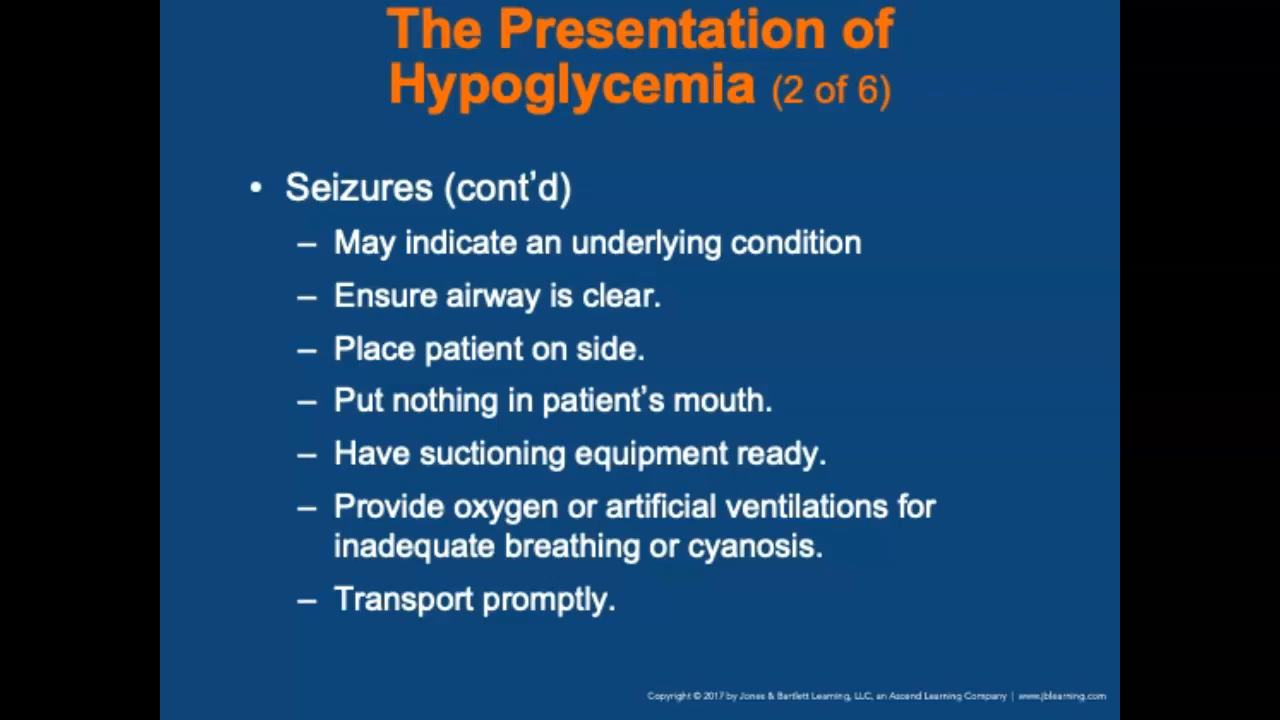 The Presentation of
Hypoglycemia (2 of 6)
• Seizures (cont’d)
– May indicate an underlying condition
– Ensure airway is clear.
– Place patient on side.
– Put nothing in patient’s mouth.
– Have suctioning equipment ready.
– Provide oxygen or artificial ventilations for
inadequate breathing or cyanosis.
– Transport promptly.
Copyright © 2017 by Jones & Bartlett Learning, LLC, an Ascend Learning Company | www.jblearning.com